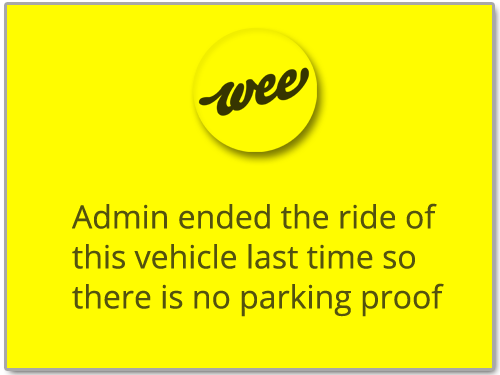 wee
Admin ended the ride of
this vehicle last time so
there is no parking proof